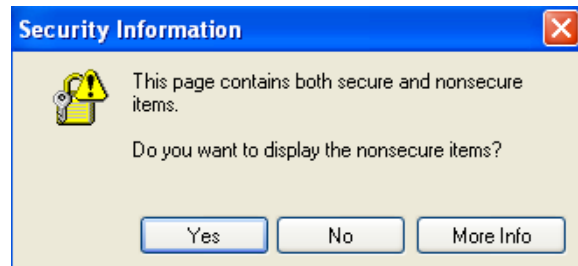 Security Information
This page contains both secure and nonsecure
items.
Do you want to display the nonsecure items?
Yes No More Info